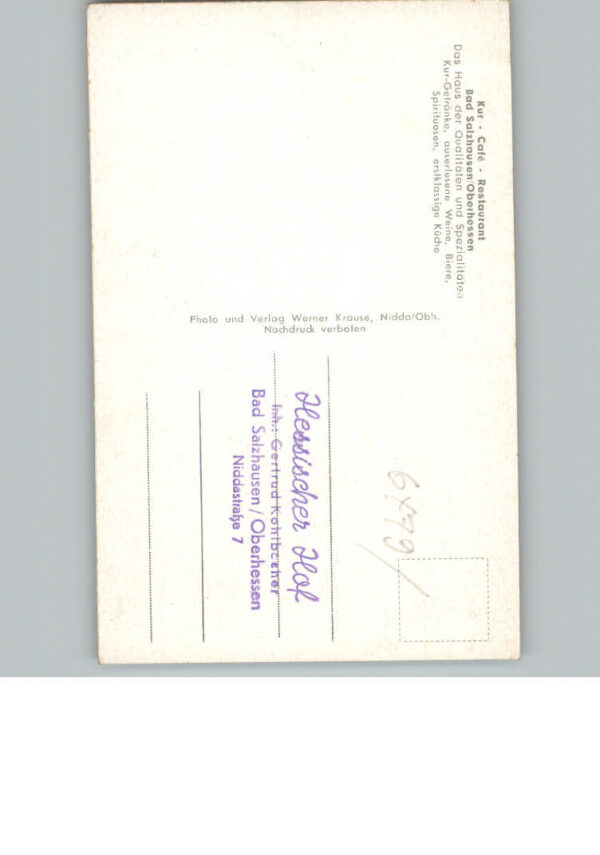 Kur - Café - Restaurant
Bad Salzhausen/Oberhessen
Das Haus der Qualitäten und Spezialitäten
Kur-Getränke, auserlesene Weine, Biere,
Spirituosen, erstklassige Küche
Photo und Verlag Werner Krause, Nidda/Obh.
Nachdruck verboten
Hessischer Hof
Inh.: Gertrud Kohlbacher
Bad Salzhausen / Oberhessen
Niddastraße 7